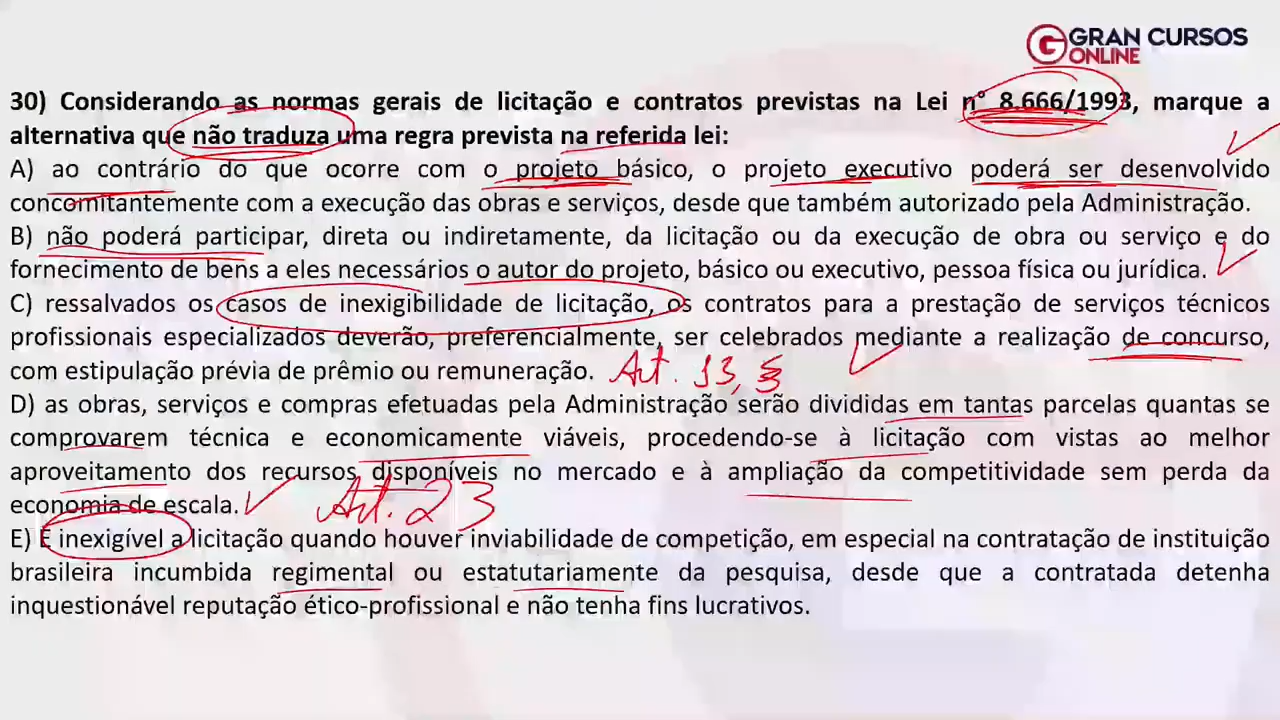 GRAN CURSOS
ONLINE
30) Considerando as normas gerais de licitação e contratos previstas na Lei n° 8.666/1993, marque a
alternativa que não traduza uma regra prevista na referida lei:
A) ao contrário do que ocorre com o projeto básico, o projeto executivo poderá ser desenvolvido
concomitantemente com a execução das obras e serviços, desde que também autorizado pela Administração.
B) não poderá participar, direta ou indiretamente, da licitação ou da execução de obra ou serviço e do
fornecimento de bens a eles necessários o autor do projeto, básico ou executivo, pessoa física ou jurídica.
C) ressalvados os casos de inexigibilidade de licitação, os contratos para a prestação de serviços técnicos
profissionais especializados deverão, preferencialmente, ser celebrados mediante a realização de concurso,
com estipulação prévia de prêmio ou remuneração. Art. 13, §
D) as obras, serviços e compras efetuadas pela Administração serão divididas em tantas parcelas quantas se
comprovarem técnica e economicamente viáveis, procedendo-se à licitação com vistas ao melhor
aproveitamento dos recursos disponíveis no mercado e à ampliação da competitividade sem perda da
economia de escala. Art. 23
E) É inexigível a licitação quando houver inviabilidade de competição, em especial na contratação de instituição
brasileira incumbida regimental ou estatutariamente da pesquisa, desde que a contratada detenha
inquestionável reputação ético-profissional e não tenha fins lucrativos.